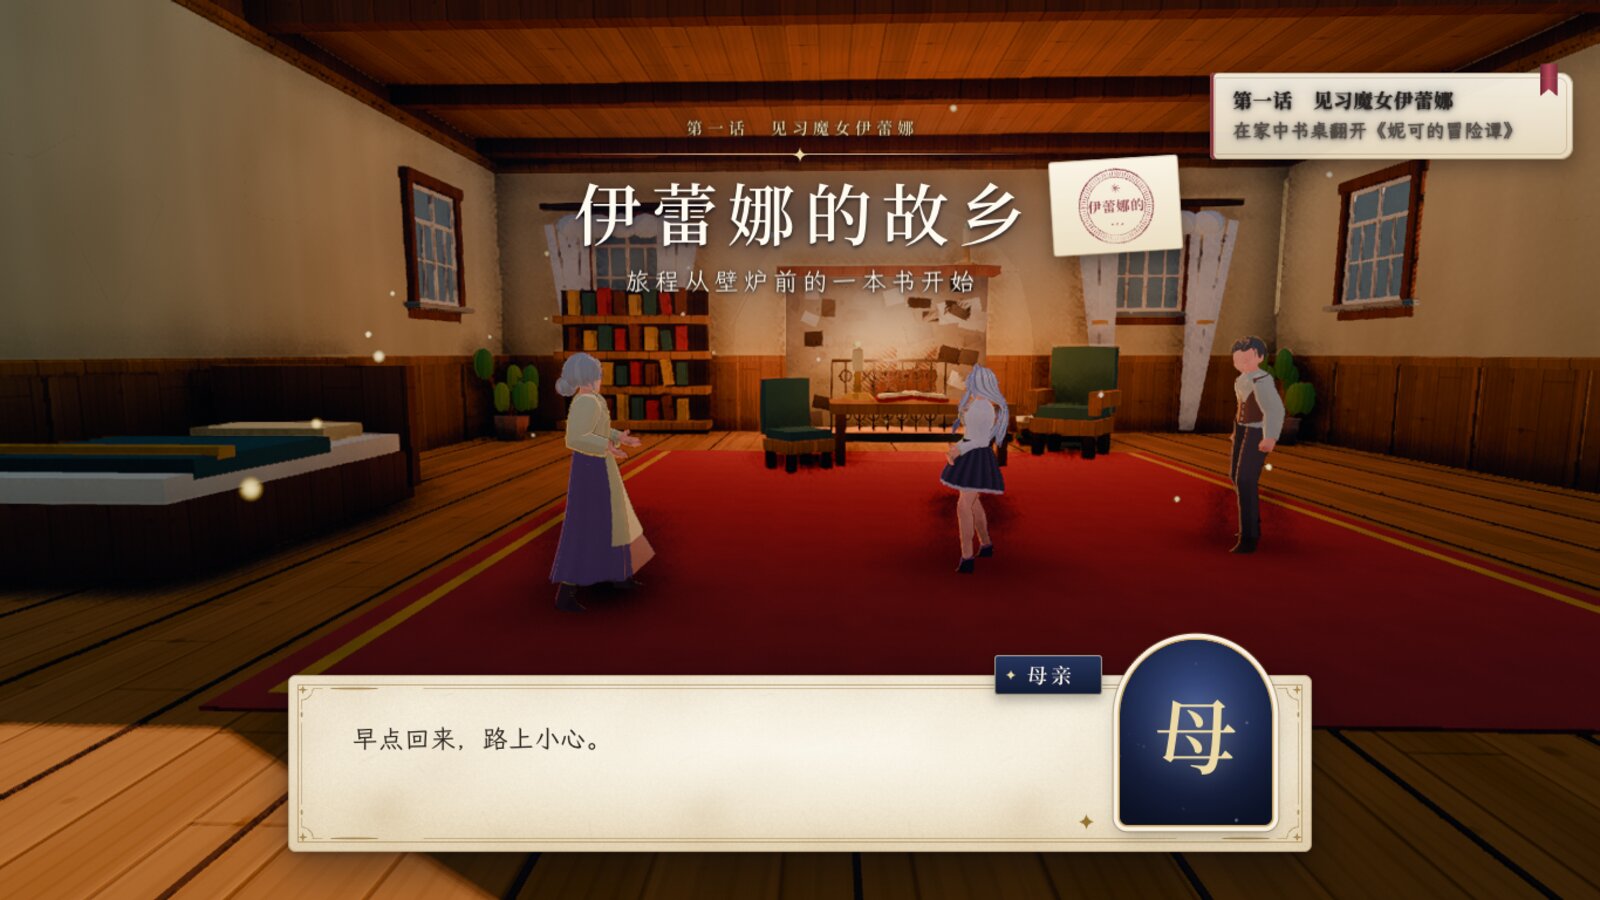 第一话　见习魔女伊蕾娜
在家中书桌翻开《妮可的冒险谭》
第一话　见习魔女伊蕾娜
伊蕾娜的故乡
伊蕾娜的
旅程从壁炉前的一本书开始
母亲
母
早点回来，路上小心。